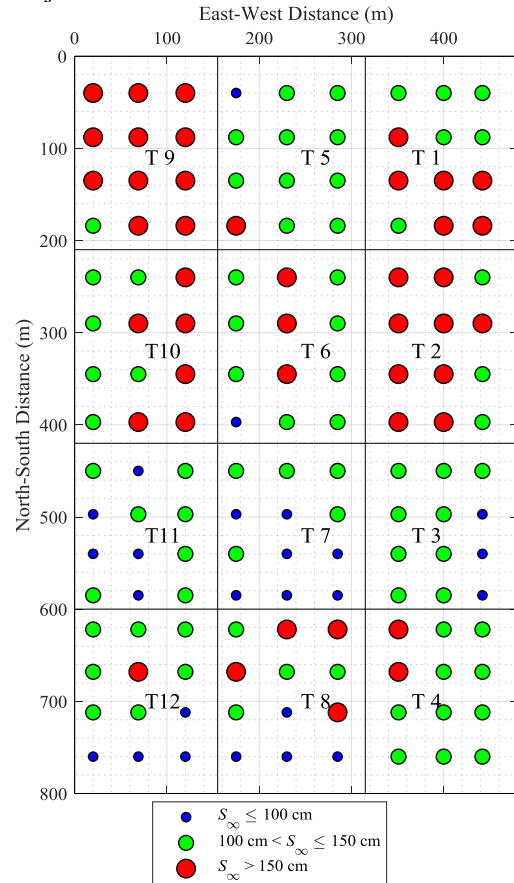 East-West Distance (m)
0 100 200 300 400
0
T 9 T 5 T 1
100
200
300
T10 T 6 T 2
400
North-South Distance (m)
500
T11 T 7 T 3
600
700
T12 T 8 T 4
800
S∞ ≤ 100 cm
100 cm < S∞ ≤ 150 cm
S∞ > 150 cm